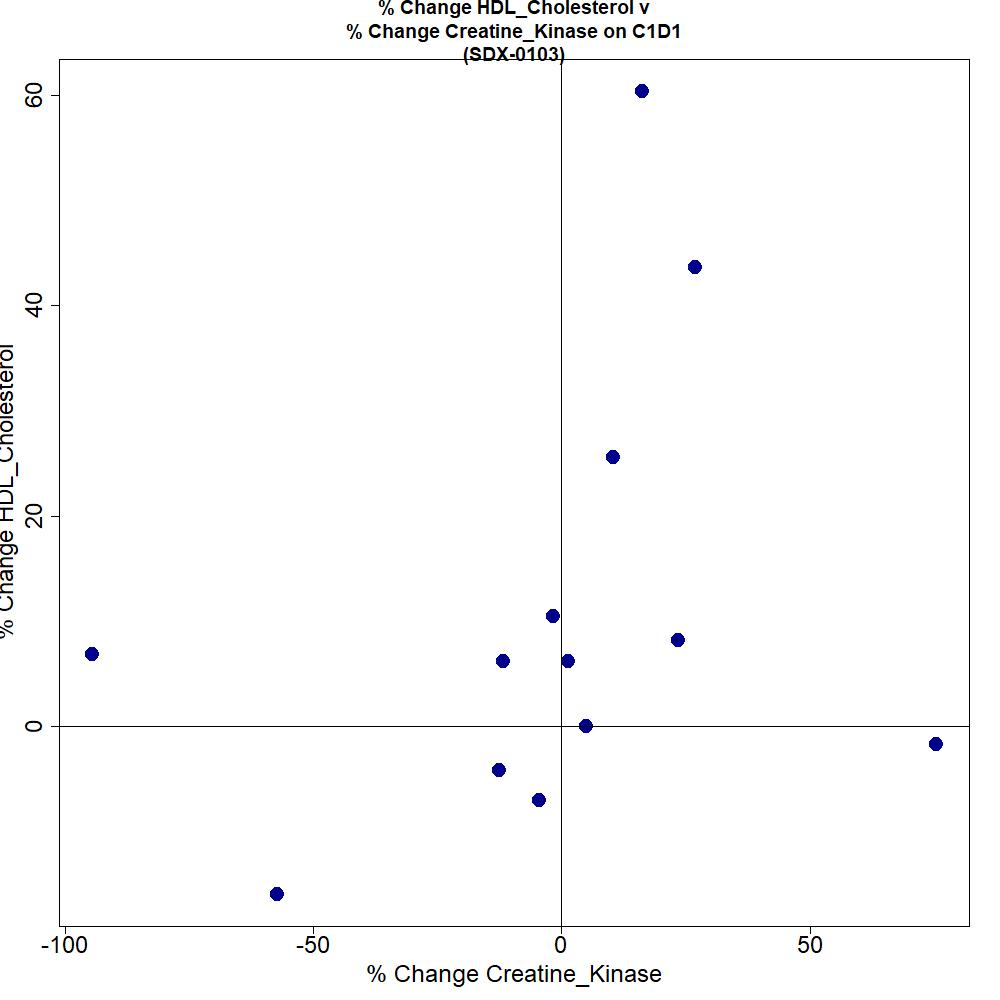 % Change HDL_Cholesterol v
% Change Creatine_Kinase on C1D1
(SDX-0103)
% Change HDL_Cholesterol
60
40
20
0
-100
-50
0
50
% Change Creatine_Kinase